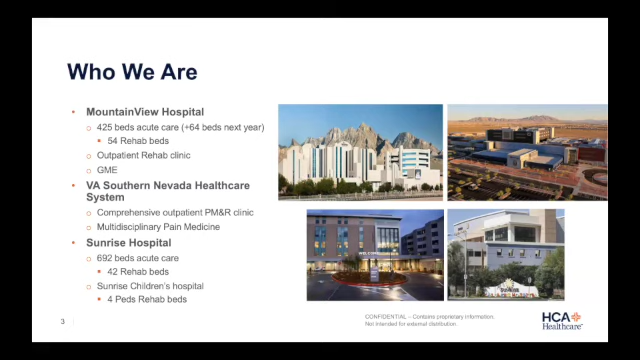 Who We Are
• MountainView Hospital
o 425 beds acute care (+64 beds next year)
▪ 54 Rehab beds
o Outpatient Rehab clinic
o GME
• VA Southern Nevada Healthcare
System
o Comprehensive outpatient PM&R clinic
o Multidisciplinary Pain Medicine
• Sunrise Hospital
o 692 beds acute care
▪ 42 Rehab beds
o Sunrise Children's hospital
▪ 4 Peds Rehab beds
WELCOME
3
CONFIDENTIAL – Contains proprietary information.
Not intended for external distribution.
HCA
Healthcare™